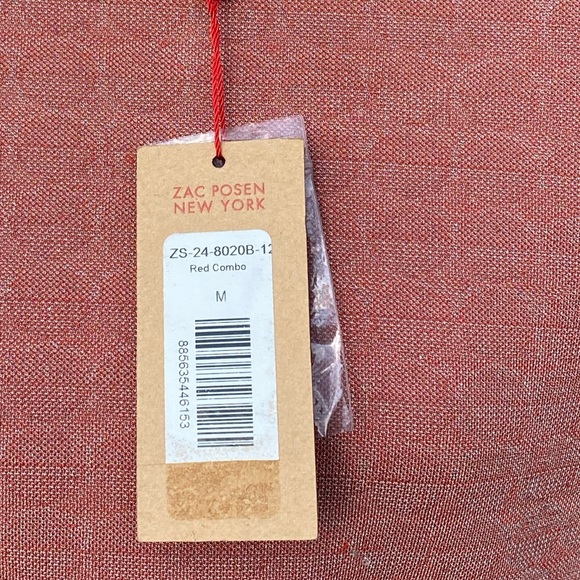 ZAC POSEN
NEW YORK
ZS-24-8020B-12
Red Combo
M
885635446153